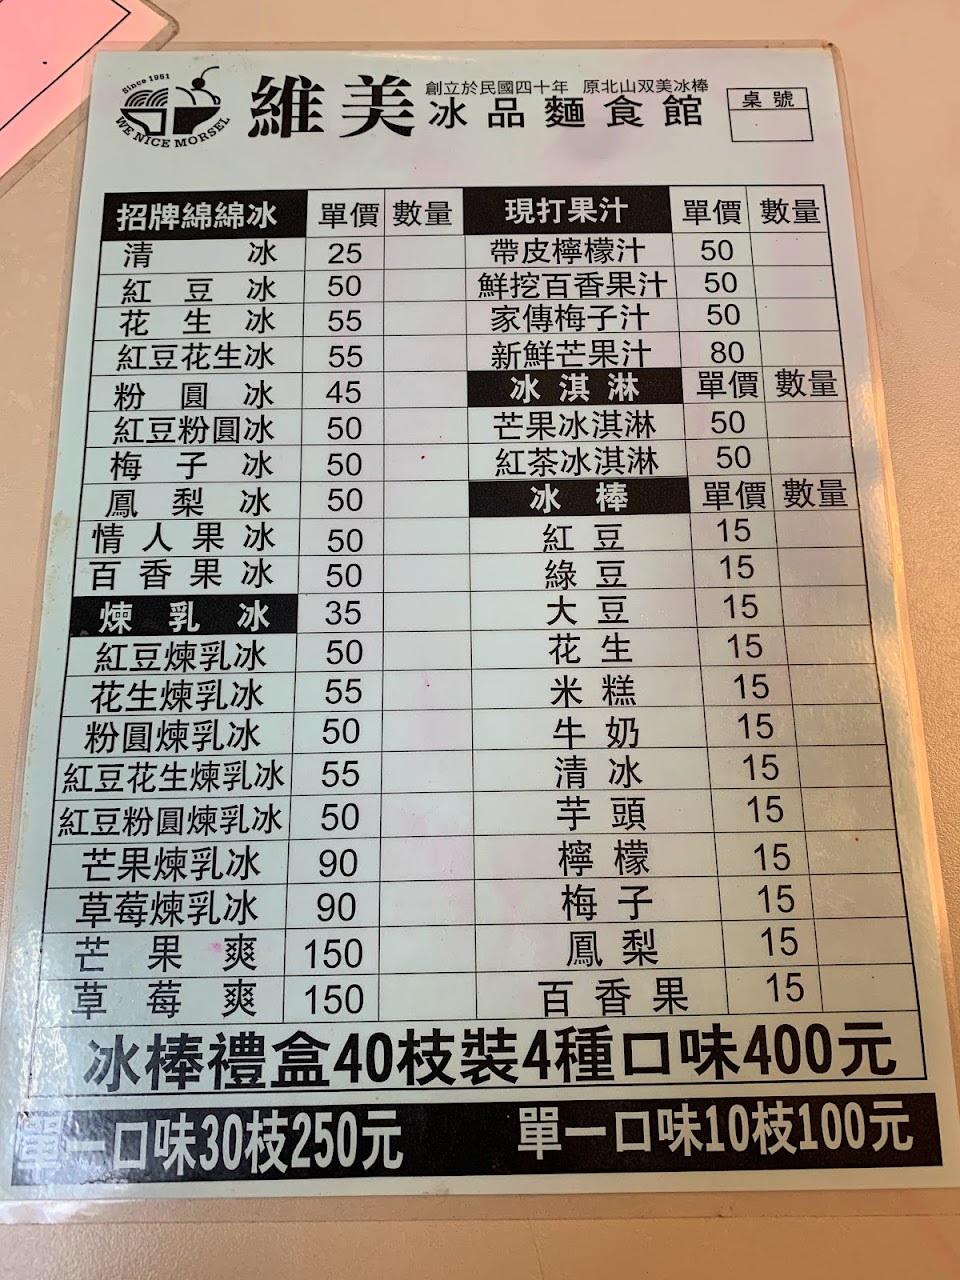 Since 1951
WE NICE MORSEL
維美
創立於民國四十年 原北山双美冰棒
冰品麵食館
桌號
招牌綿綿冰 單價 數量
清冰 25
紅豆冰 50
花生冰 55
紅豆花生冰 55
粉圓冰 45
紅豆粉圓冰 50
梅子冰 50
鳳梨冰 50
情人果冰 50
百香果冰 50
煉乳冰 35
紅豆煉乳冰 50
花生煉乳冰 55
粉圓煉乳冰 50
紅豆花生煉乳冰 55
紅豆粉圓煉乳冰 50
芒果煉乳冰 90
草莓煉乳冰 90
芒果爽 150
草莓爽 150
現打果汁 單價 數量
帶皮檸檬汁 50
鮮挖百香果汁 50
家傳梅子汁 50
新鮮芒果汁 80
冰淇淋 單價 數量
芒果冰淇淋 50
紅茶冰淇淋 50
冰棒 單價 數量
紅豆 15
綠豆 15
大豆 15
花生 15
米糕 15
牛奶 15
清冰 15
芋頭 15
檸檬 15
梅子 15
鳳梨 15
百香果 15
冰棒禮盒40枝裝4種口味400元
單一口味30枝250元 單一口味10枝100元